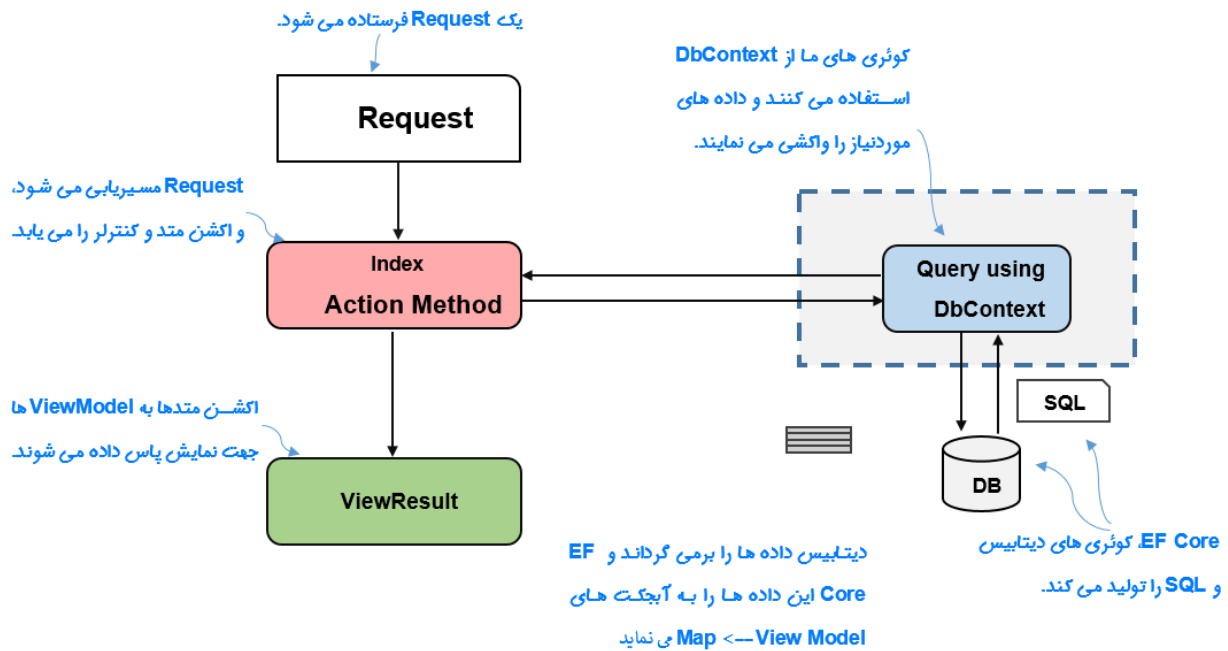 یک Request فرستاده می شود.
Request
کوئری های ما از DbContext
استفاده می کنند و داده های
موردنیاز را واکشی می نمایند.
Request مسیریابی می شود،
و اکشن متد و کنترلر را می یابد.
Index
Action Method
Query using
DbContext
اکشن متدها به ViewModel ها
جهت نمایش پاس داده می شوند.
ViewResult
SQL
DB
EF Core، کوئری های دیتابیس
و SQL را تولید می کند.
دیتابیس داده ها را برمی گرداند و EF
Core این داده ها را به آبجکت های
Map <-- View Model می نماید